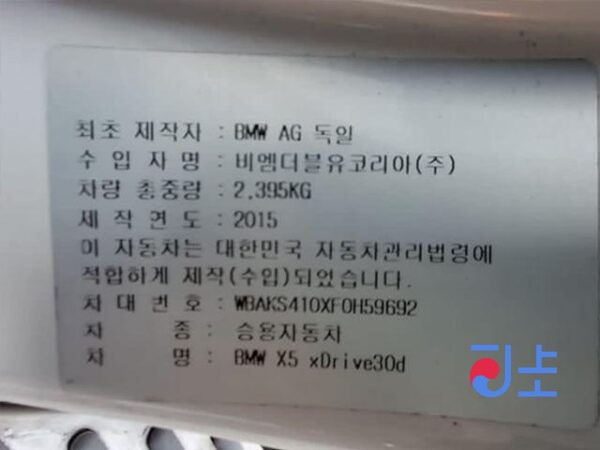 최초 제작자 : BMW AG 독일
수 입 자 명 : 비엠더블유코리아(주)
차량 총중량 : 2,395KG
제 작 연 도 : 2015
이 자동차는 대한민국 자동차관리법령에
적합하게 제작(수입)되었습니다.
차 대 번 호 : WBAKS410XF0H59692
차 종 : 승용자동차
차 명 : BMW X5 xDrive30d